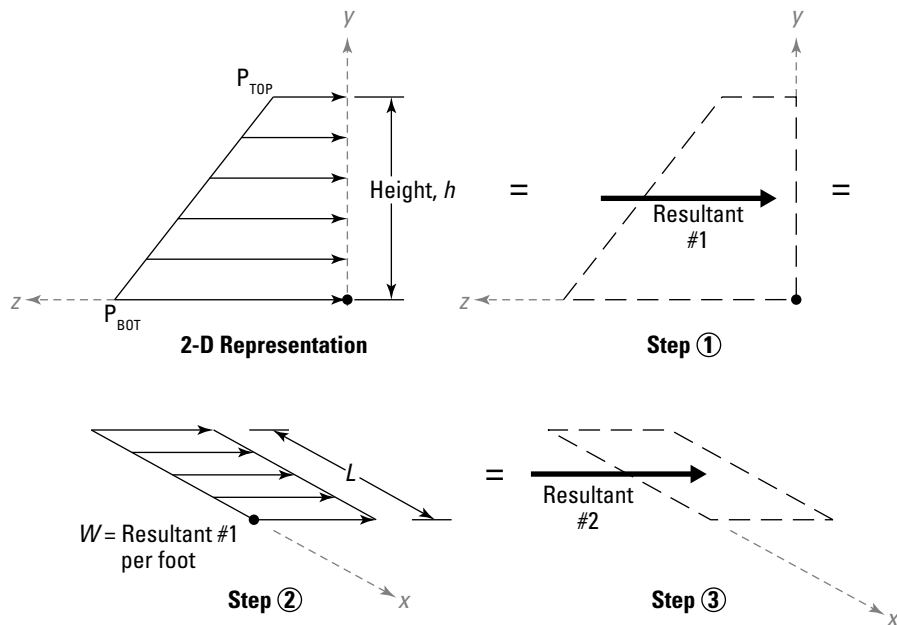 y
y
P_TOP
Height, h
=
Resultant
#1
=
z
P_BOT
z
2-D Representation
Step ①
L
=
Resultant
#2
W = Resultant #1
per foot
x
Step ②
Step ③
x